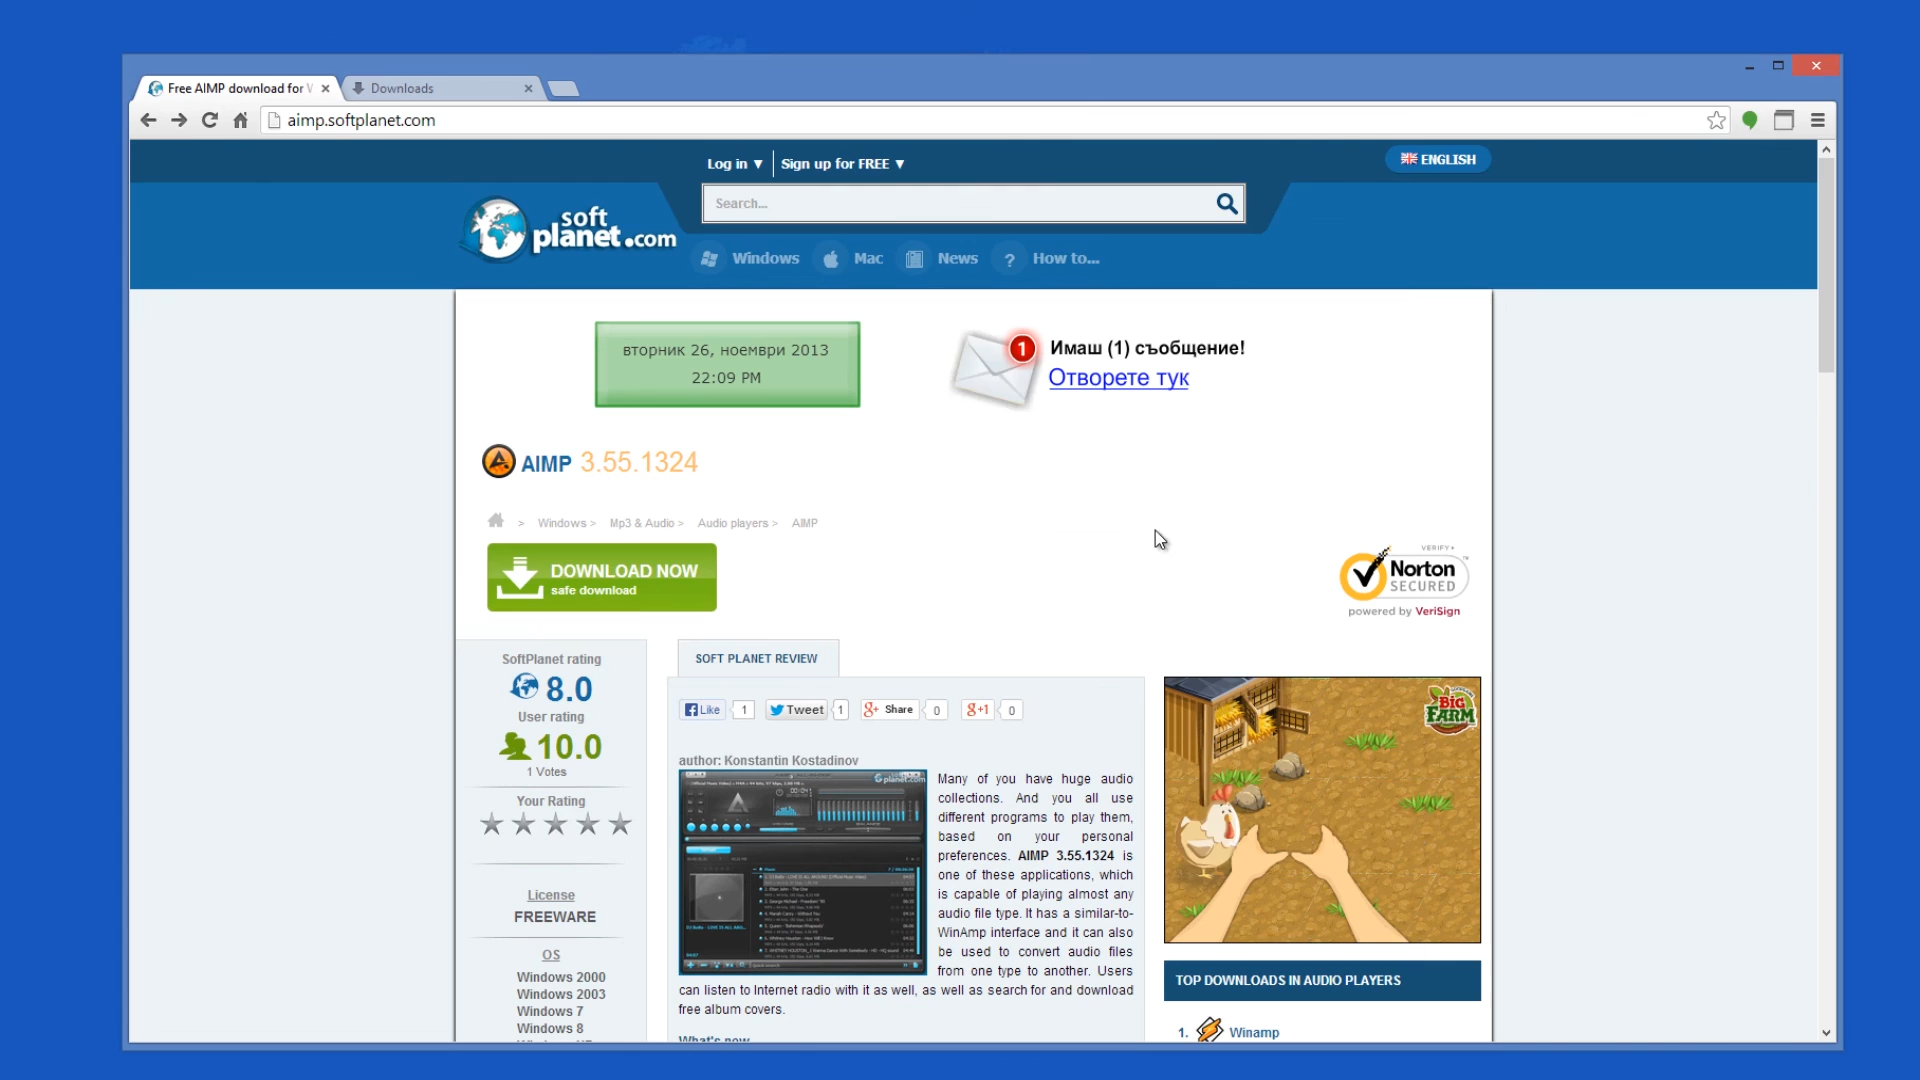 Free AIMP download for W
Downloads
aimp.softplanet.com
Log in ▼
Sign up for FREE ▼
ENGLISH
Search...
soft
planet.com
Windows
Mac
News
How to...
вторник 26, ноември 2013
22:09 PM
1
Имаш (1) съобщение!
Отворете тук
AIMP 3.55.1324
> Windows > Mp3 & Audio > Audio players > AIMP
DOWNLOAD NOW
safe download
VERIFY
Norton
SECURED
powered by VeriSign
SoftPlanet rating
8.0
User rating
10.0
1 Votes
Your Rating
License
FREEWARE
OS
Windows 2000
Windows 2003
Windows 7
Windows 8
SOFT PLANET REVIEW
Like 1
Tweet 1
g+ Share 0
g+1 0
author: Konstantin Kostadinov
Many of you have huge audio
collections. And you all use
different programs to play them,
based on your personal
preferences. AIMP 3.55.1324 is
one of these applications, which
is capable of playing almost any
audio file type. It has a similar-to-
WinAmp interface and it can also
be used to convert audio files
from one type to another. Users
can listen to Internet radio with it as well, as well as search for and download
free album covers.
What's new
BIG
FARM
TOP DOWNLOADS IN AUDIO PLAYERS
1. Winamp